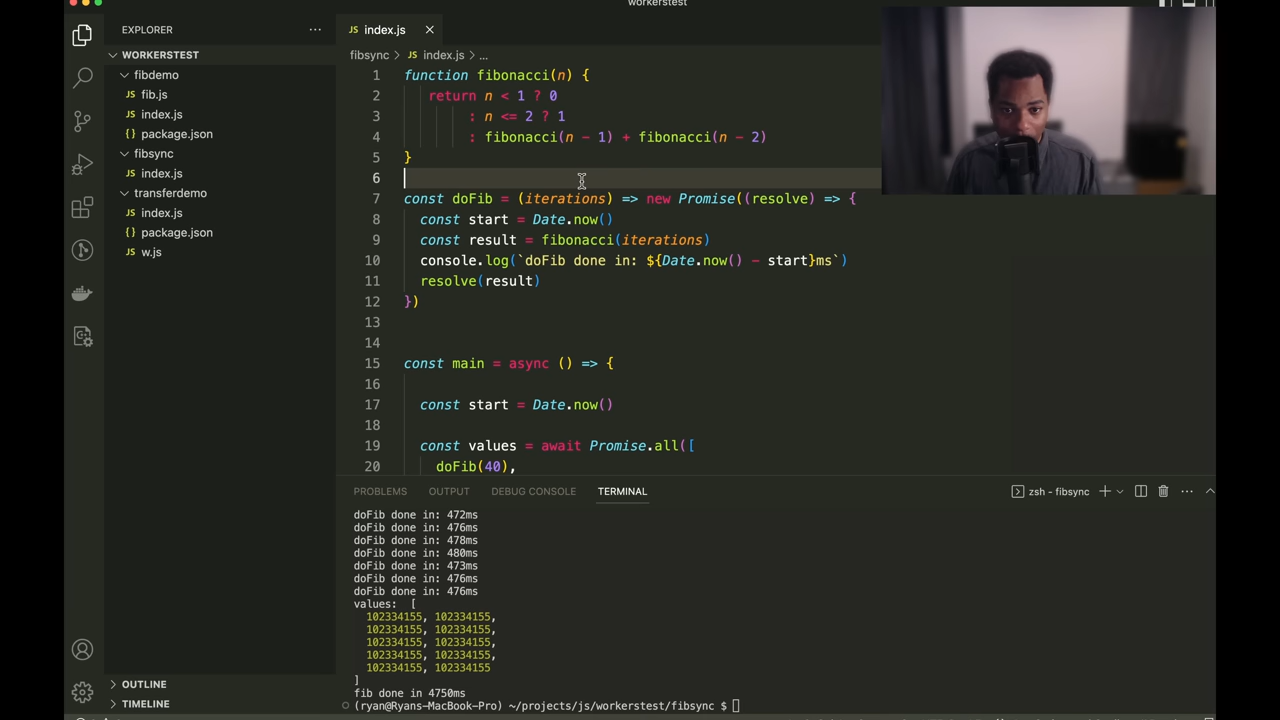 workerstest
EXPLORER
WORKERSTEST
fibdemo
JS fib.js
JS index.js
{} package.json
fibsync
JS index.js
transferdemo
JS index.js
{} package.json
JS w.js
OUTLINE
TIMELINE
JS index.js
fibsync > JS index.js > ...
1 function fibonacci(n) {
2 return n < 1 ? 0
3 : n <= 2 ? 1
4 : fibonacci(n - 1) + fibonacci(n - 2)
5 }
6
7 const doFib = (iterations) => new Promise((resolve) => {
8 const start = Date.now()
9 const result = fibonacci(iterations)
10 console.log(`doFib done in: ${Date.now() - start}ms`)
11 resolve(result)
12 })
13
14
15 const main = async () => {
16
17 const start = Date.now()
18
19 const values = await Promise.all([
20 doFib(40),
PROBLEMS OUTPUT DEBUG CONSOLE TERMINAL zsh - fibsync
doFib done in: 472ms
doFib done in: 476ms
doFib done in: 478ms
doFib done in: 480ms
doFib done in: 473ms
doFib done in: 476ms
doFib done in: 476ms
values: [
102334155, 102334155,
102334155, 102334155,
102334155, 102334155,
102334155, 102334155,
102334155, 102334155
]
fib done in 4750ms
(ryan@Ryans-MacBook-Pro) ~/projects/js/workerstest/fibsync $